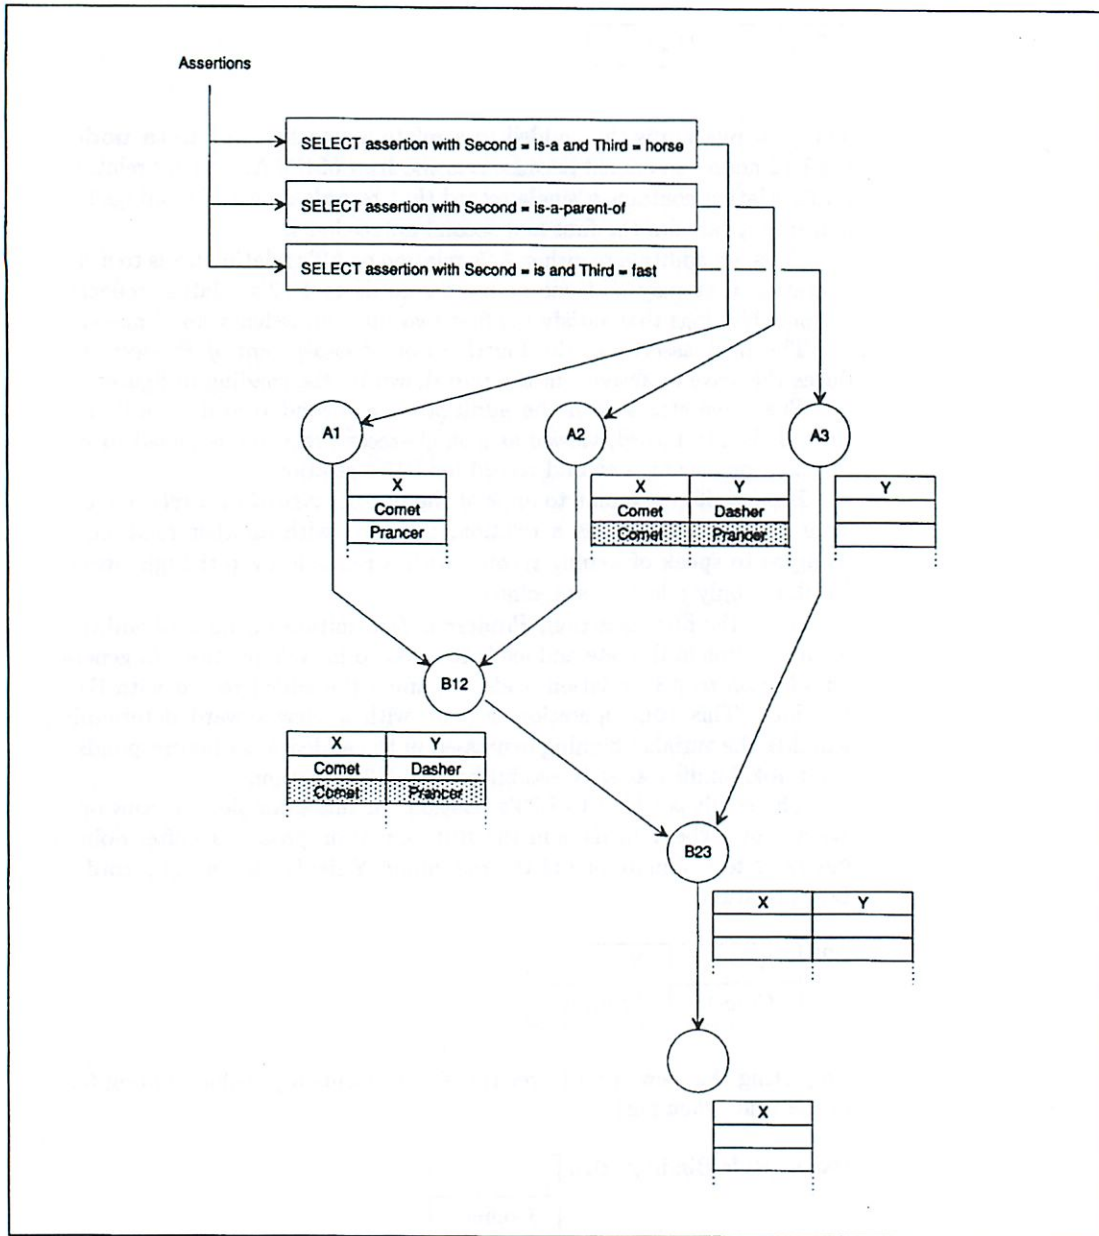 Assertions
SELECT assertion with Second = is-a and Third = horse
SELECT assertion with Second = is-a-parent-of
SELECT assertion with Second = is and Third = fast
A1
A2
A3
X
Comet
Prancer
X Y
Comet Dasher
Comet Prancer
Y
B12
X Y
Comet Dasher
Comet Prancer
B23
X Y
X